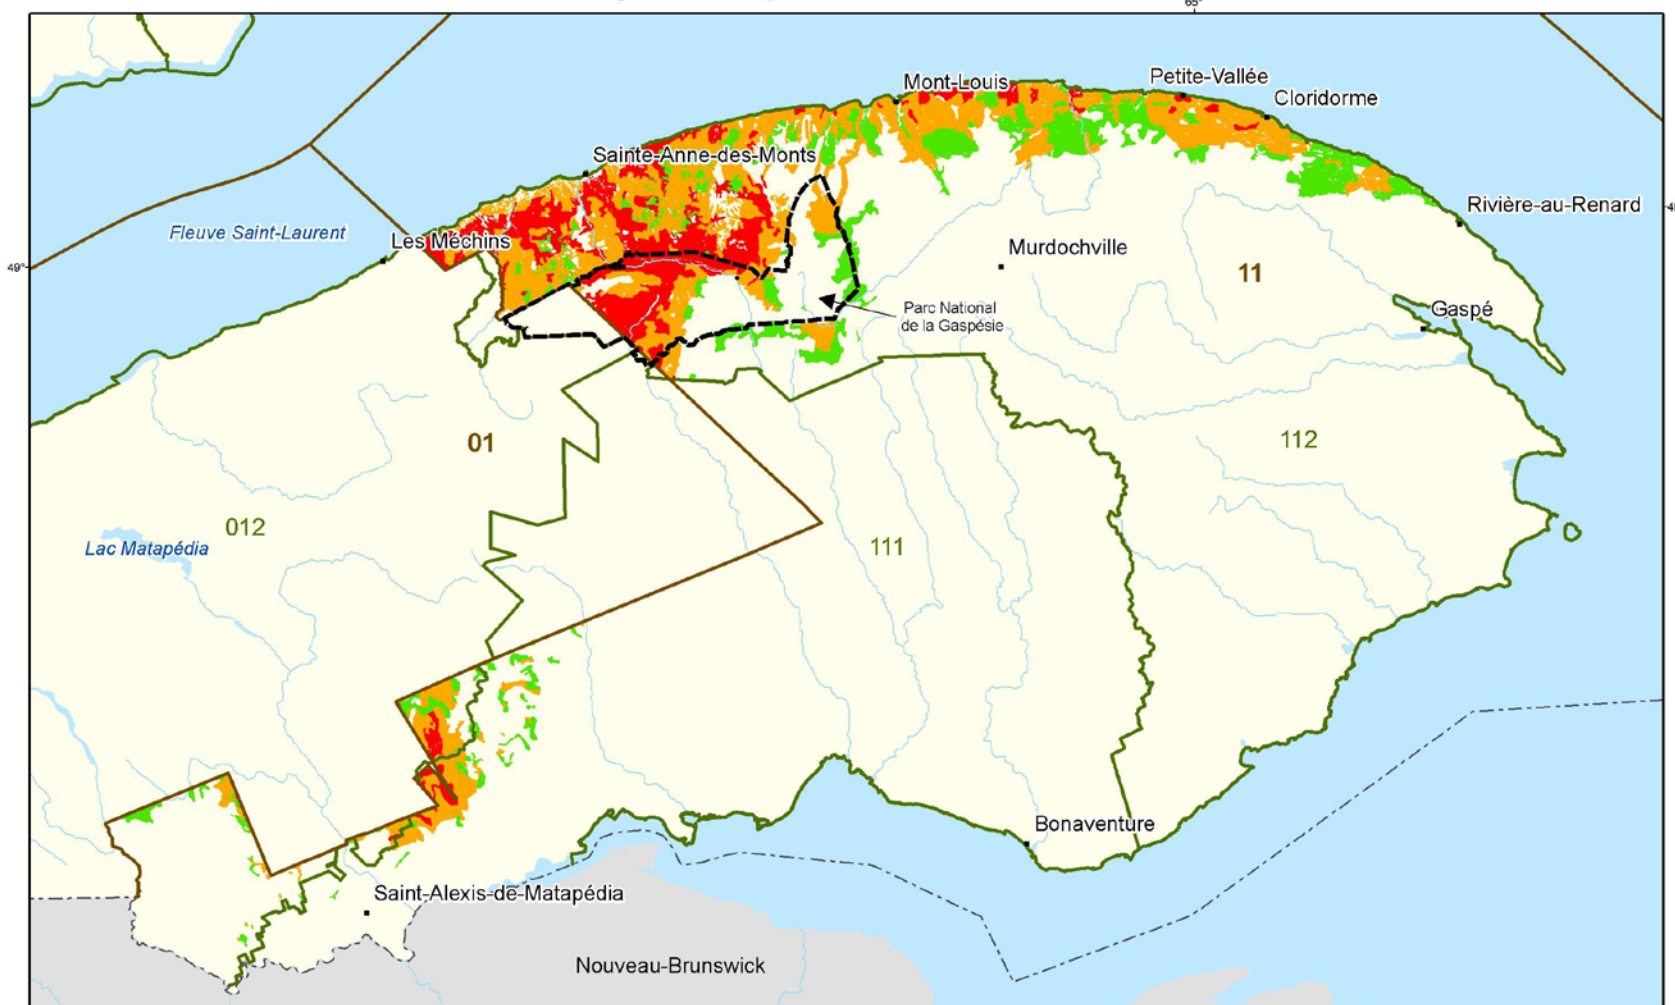 65°
Mont-Louis
Petite-Vallée
Cloridorme
Sainte-Anne-des-Monts
Rivière-au-Renard
Fleuve Saint-Laurent
Les Méchins
Murdochville
49°
11
Parc National
de la Gaspésie
Gaspé
01
112
012
Lac Matapédia
111
Bonaventure
Saint-Alexis-de-Matapédia
Nouveau-Brunswick